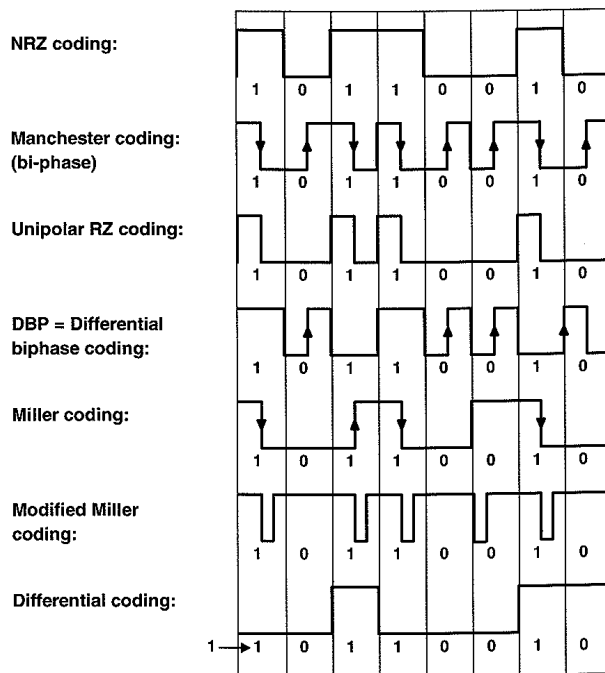 NRZ coding:
1 0 1 1 0 0 1 0
Manchester coding:
(bi-phase)
1 0 1 1 0 0 1 0
Unipolar RZ coding:
1 0 1 1 0 0 1 0
DBP = Differential
biphase coding:
1 0 1 1 0 0 1 0
Miller coding:
1 0 1 1 0 0 1 0
Modified Miller
coding:
1 0 1 1 0 0 1 0
Differential coding:
1 1 0 1 1 0 0 1 0